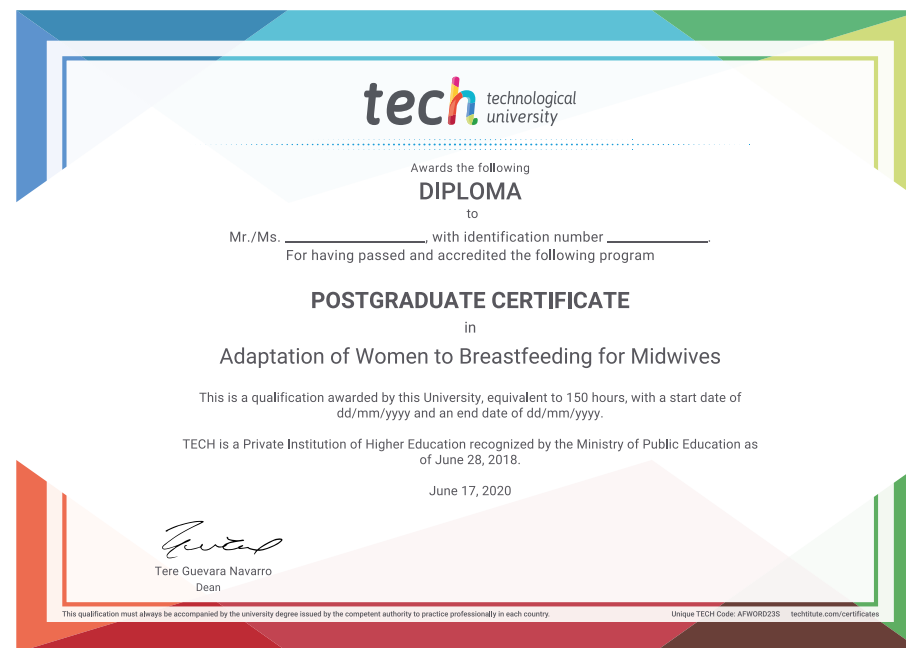 tech technological
university
Awards the following
DIPLOMA
to
Mr./Ms. ____________________, with identification number ______________.
For having passed and accredited the following program
POSTGRADUATE CERTIFICATE
in
Adaptation of Women to Breastfeeding for Midwives
This is a qualification awarded by this University, equivalent to 150 hours, with a start date of
dd/mm/yyyy and an end date of dd/mm/yyyy.
TECH is a Private Institution of Higher Education recognized by the Ministry of Public Education as
of June 28, 2018.
June 17, 2020
Tere Guevara Navarro
Dean
This qualification must always be accompanied by the university degree issued by the competent authority to practice professionally in each country. Unique TECH Code: AFWORD23S techtitute.com/certificates